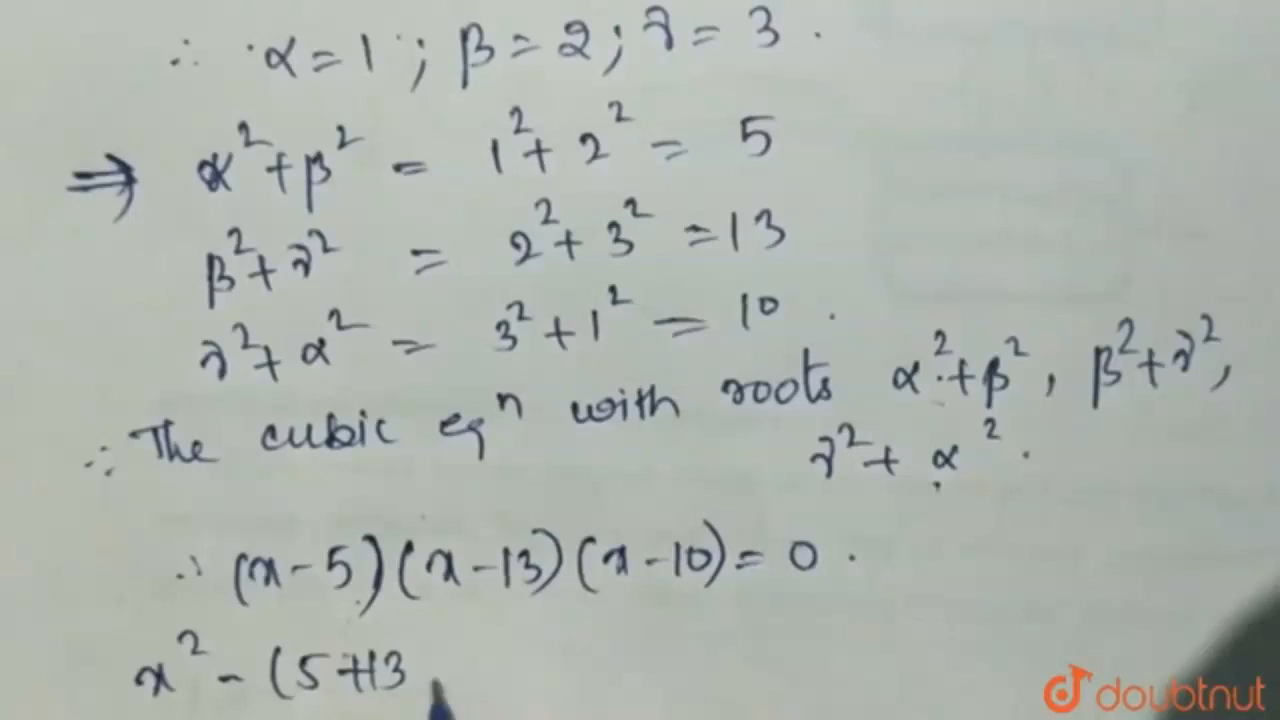 ∴ α = 1 ; β = 2 ; γ = 3 .
⇒ α² + β² = 1² + 2² = 5
β² + γ² = 2² + 3² = 13
γ² + α² = 3² + 1² = 10 .
∴ The cubic eqⁿ with roots α² + β² , β² + γ² ,
γ² + α² .
∴ (x - 5) (x - 13) (x - 10) = 0 .
x² - (5 + 13
doubtnut